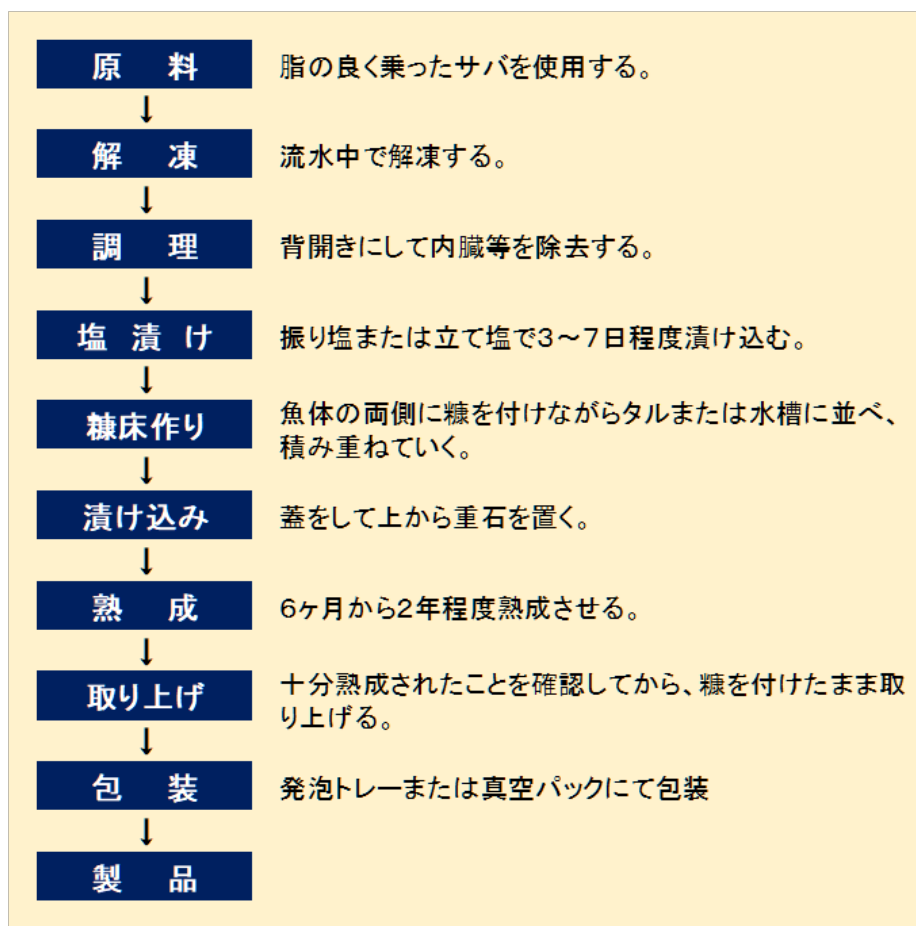 原　料
脂の良く乗ったサバを使用する。
↓
解　凍
流水中で解凍する。
↓
調　理
背開きにして内臓等を除去する。
↓
塩 漬 け
振り塩または立て塩で3～7日程度漬け込む。
↓
糠床作り
魚体の両側に糠を付けながらタルまたは水槽に並べ、
積み重ねていく。
↓
漬け込み
蓋をして上から重石を置く。
↓
熟　成
6ヶ月から2年程度熟成させる。
↓
取り上げ
十分熟成されたことを確認してから、糠を付けたまま取
り上げる。
↓
包　装
発泡トレーまたは真空パックにて包装
↓
製　品